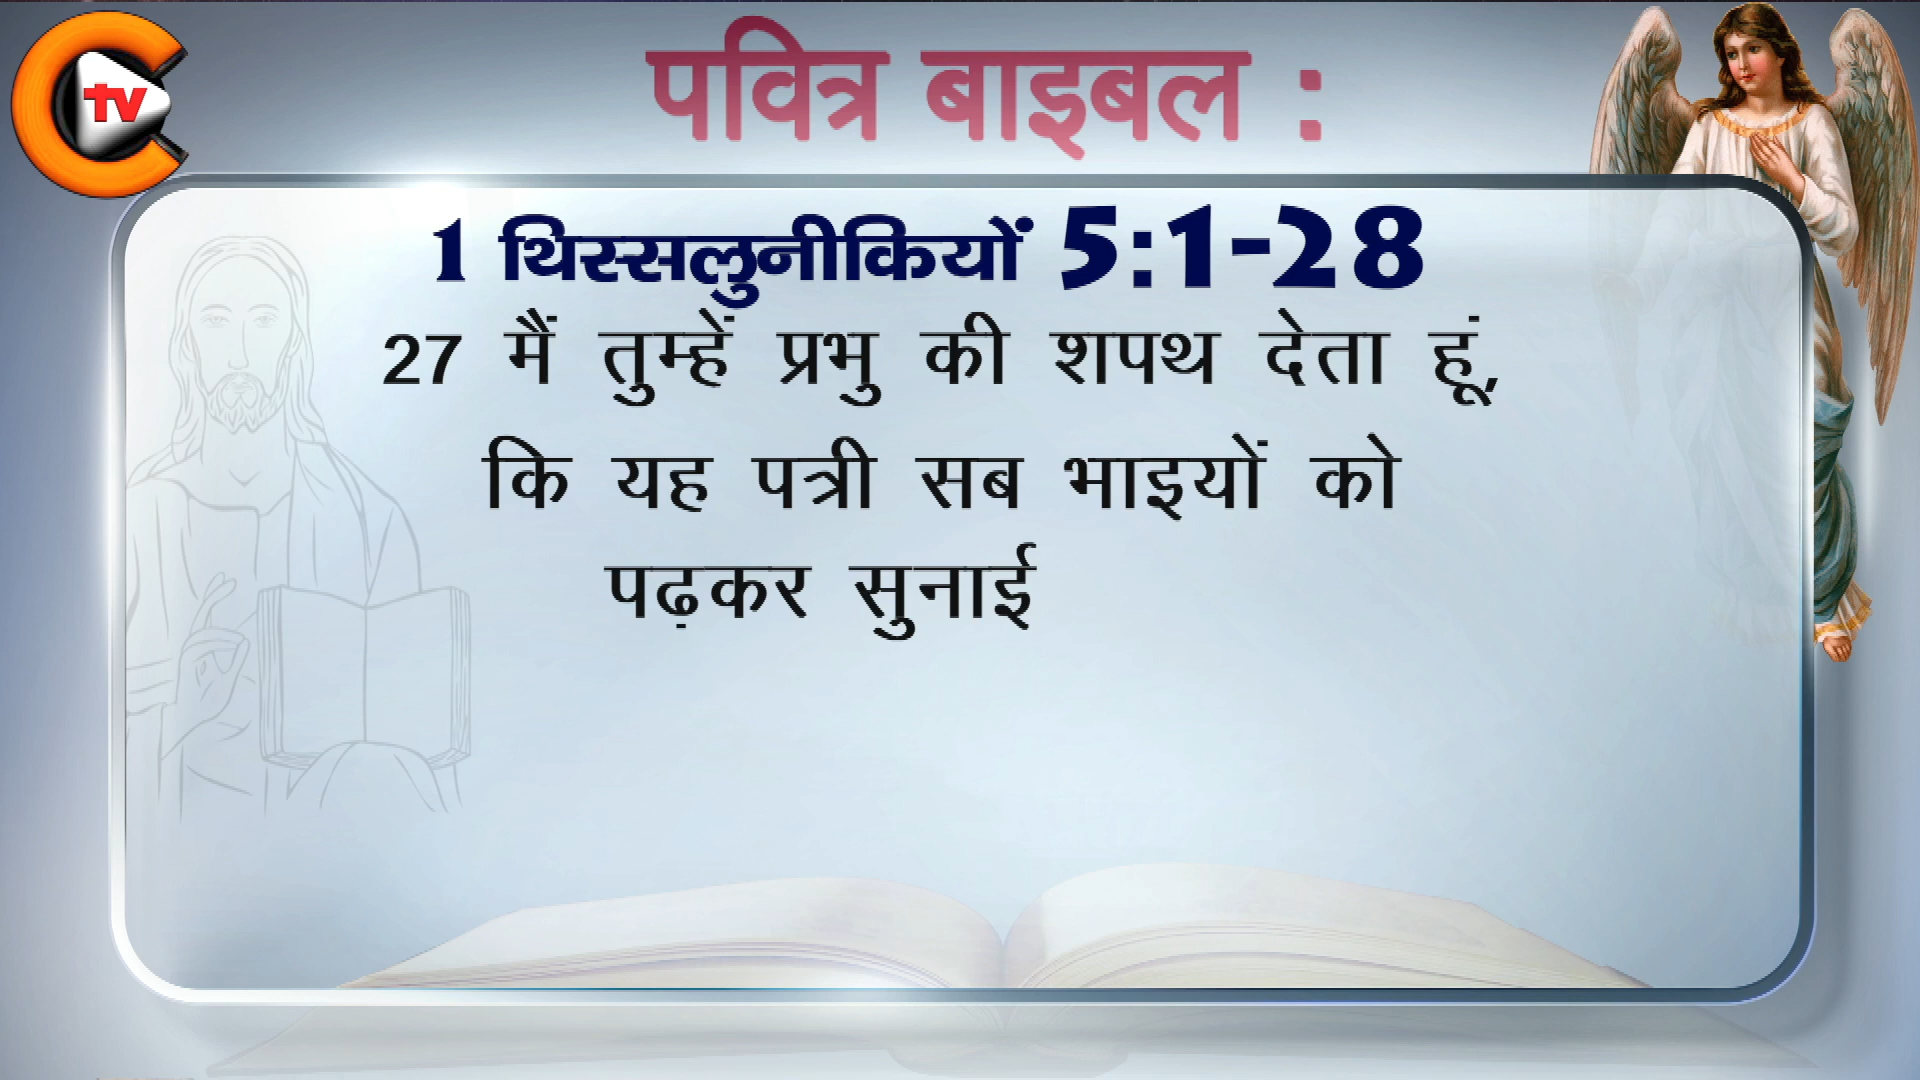 tv
पवित्र बाइबल :
1 थिस्सलुनीकियों 5:1-28
27 मैं तुम्हें प्रभु की शपथ देता हूं,
कि यह पत्री सब भाइयों को
पढ़कर सुनाई